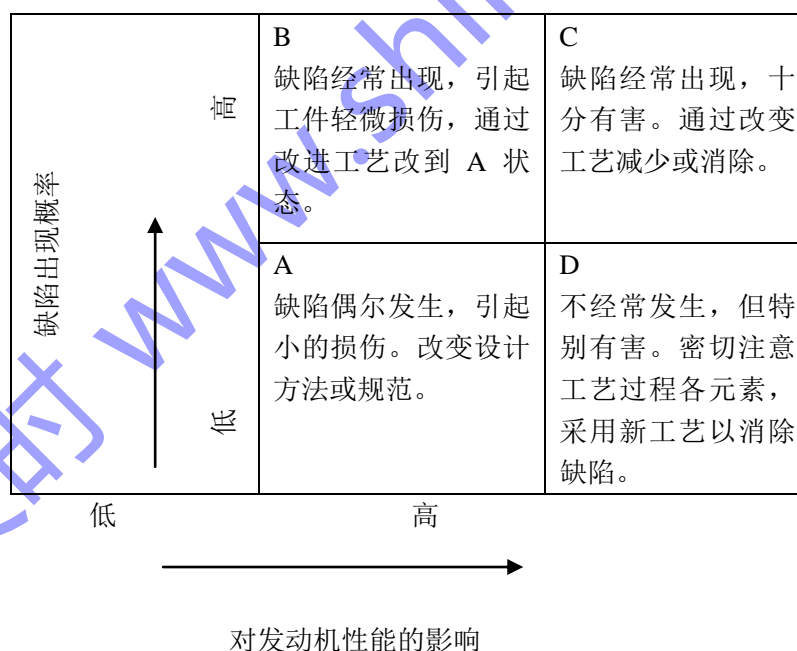 缺陷出现概率
高
低
B
缺陷经常出现，引起
工件轻微损伤，通过
改进工艺改到 A 状
态。
C
缺陷经常出现，十
分有害。通过改变
工艺减少或消除。
A
缺陷偶尔发生，引起
小的损伤。改变设计
方法或规范。
D
不经常发生，但特
别有害。密切注意
工艺过程各元素，
采用新工艺以消除
缺陷。
低 高
对发动机性能的影响
时 www.shi